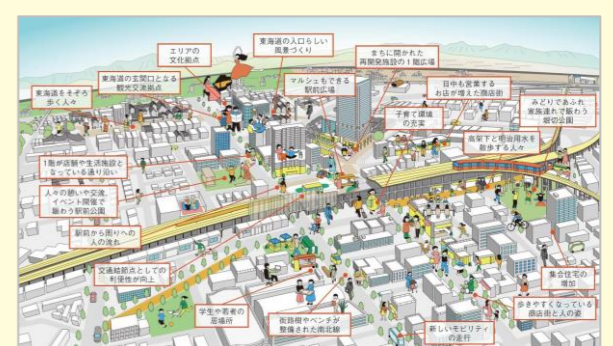 エリアの
文化拠点
東海道の入口らしい
風景づくり
まちに開かれた
再開発施設の1階広場
東海道の玄関口となる
観光交流拠点
マルシェもできる
駅前広場
日中も営業する
お店が増えた商店街
東海道をそぞろ
歩く人々
みどりであふれ
家族連れで賑わう
堀切公園
子育て環境
の充実
高架下と明治用水を
散歩する人々
1階が店舗や生活施設と
なっている通り沿い
人々の憩いや交流、
イベント開催で
賑わう駅前公園
駅前から周りへの
人の流れ
交通結節点としての
利便性が向上
集合住宅の
増加
学生や若者の
居場所
街路樹やベンチが
整備された南北線
歩きやすくなっている
商店街と人の姿
新しいモビリティ
の走行